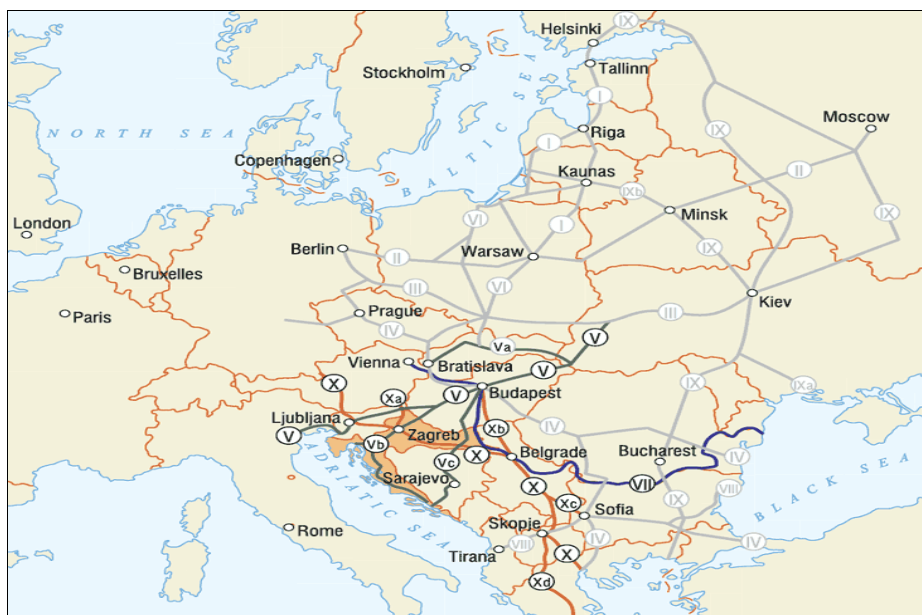 IX
Helsinki
Tallinn
Stockholm
I
NORTH SEA
BALTIC SEA
IX
Moscow
Riga
I
Copenhagen
Kaunas
II
IXb
London
VI
I
Minsk
IX
IX
Berlin
II
Warsaw
Bruxelles
III
VI
Kiev
Paris
Prague
III
IV
V
Va
Vienna
Bratislava
V
X
Xa
V
Budapest
IX
IXa
Ljubljana
IV
V
Zagreb
Xb
Vb
Bucharest
X
Belgrade
IV
Vc
ADRIATIC SEA
Sarajevo
X
VII
VIII
IX
BLACK SEA
Xc
Sofia
Skopje
Rome
VIII
IV
IV
Tirana
X
Xd